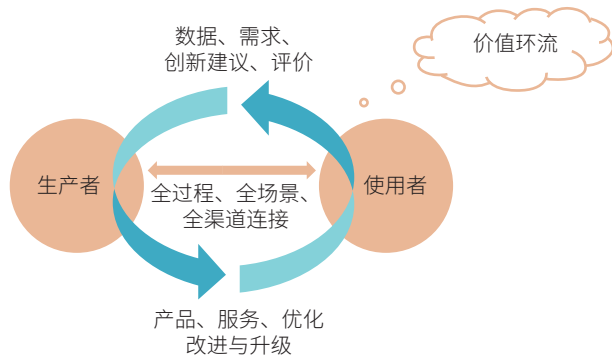 价值环流
数据、需求、
创新建议、评价
生产者
使用者
全过程、全场景、
全渠道连接
产品、服务、优化
改进与升级